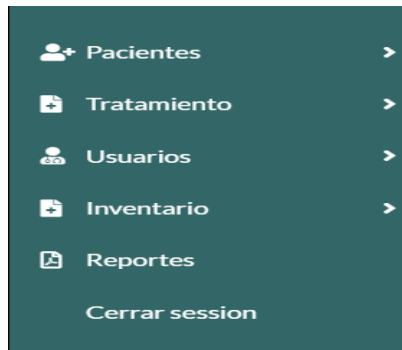 Pacientes
Tratamiento
Usuarios
Inventario
Reportes
Cerrar session